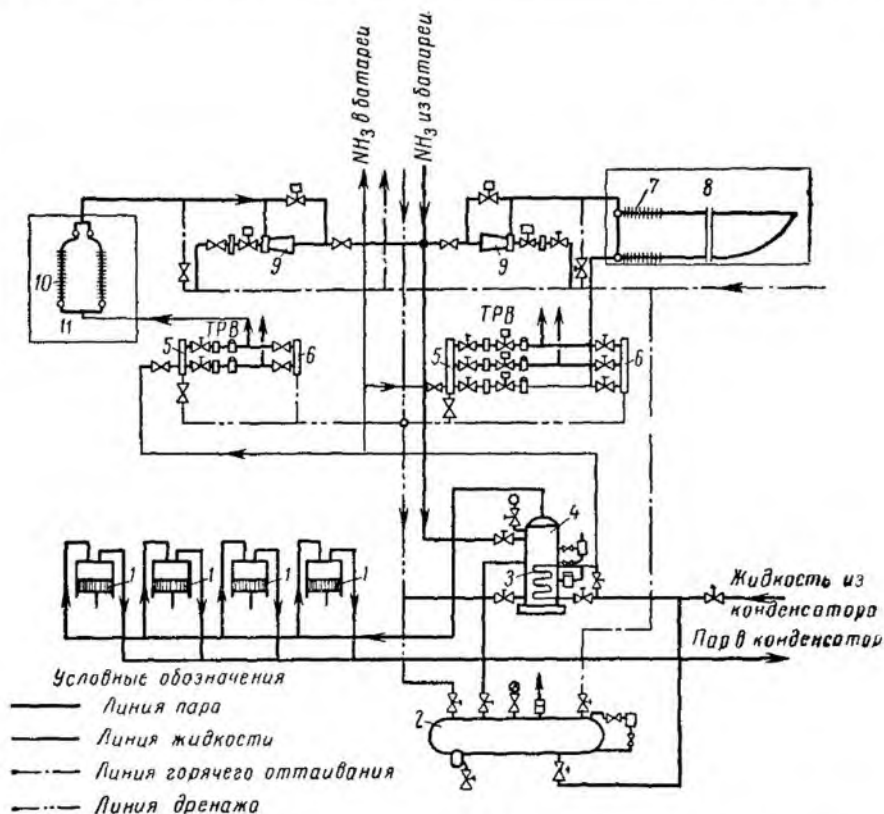 NH3 в батареи
NH3 из батареи
7
8
9
9
10
11
ТРВ
ТРВ
5
6
5
6
4
3
1
1
1
1
Жидкость из
конденсатора
Пар в конденсатор
Условные обозначения
Линия пара
Линия жидкости
Линия горячего оттаивания
Линия дренажа
2